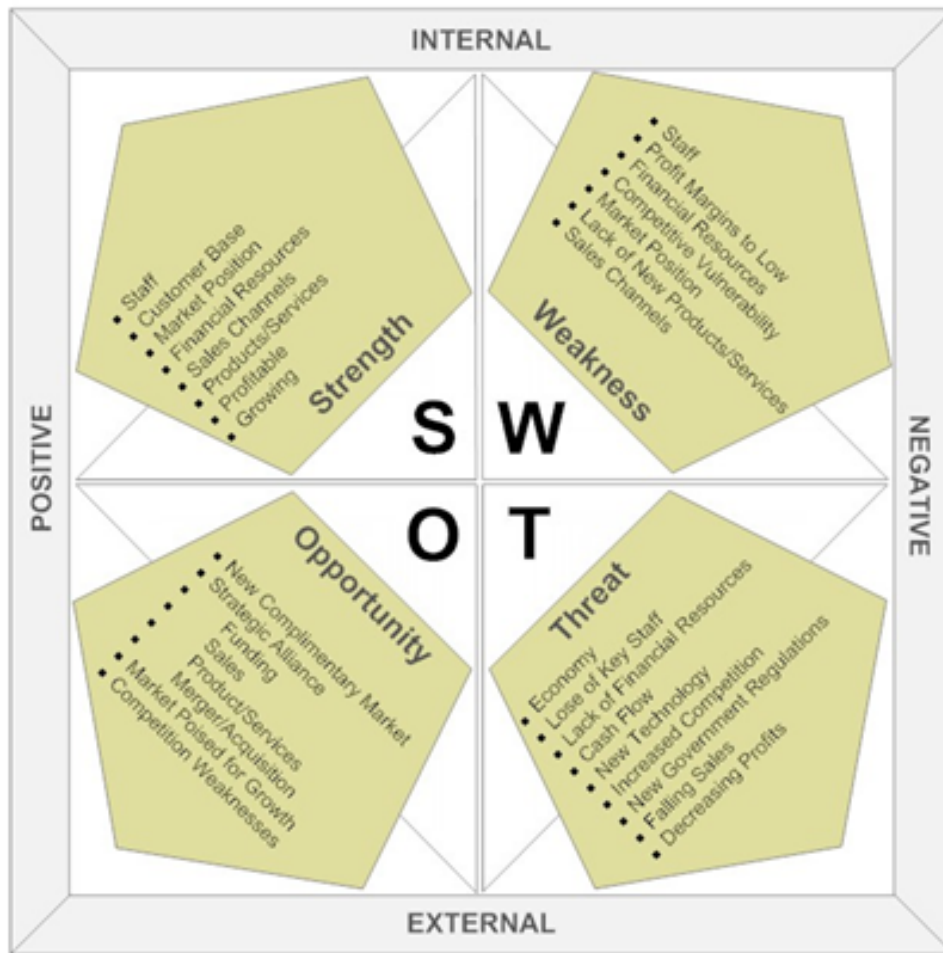 INTERNAL
POSITIVE
NEGATIVE
Staff
Customer Base
Market Position
Financial Resources
Sales Channels
Products/Services
Profitable
Growing
Strength
S
Staff
Profit Margins to Low
Financial Resources
Competitive Vulnerability
Market Position
Lack of New Products/Services
Sales Channels
Weakness
W
O
Opportunity
New Complimentary Market
Strategic Alliance
Funding
Sales
Product/Services
Merger/Acquisition
Market Poised for Growth
Competition Weaknesses
T
Threat
Economy
Lose of Key Staff
Lack of Financial Resources
Cash Flow
New Technology
Increased Competition
New Government Regulations
Falling Sales
Decreasing Profits
EXTERNAL